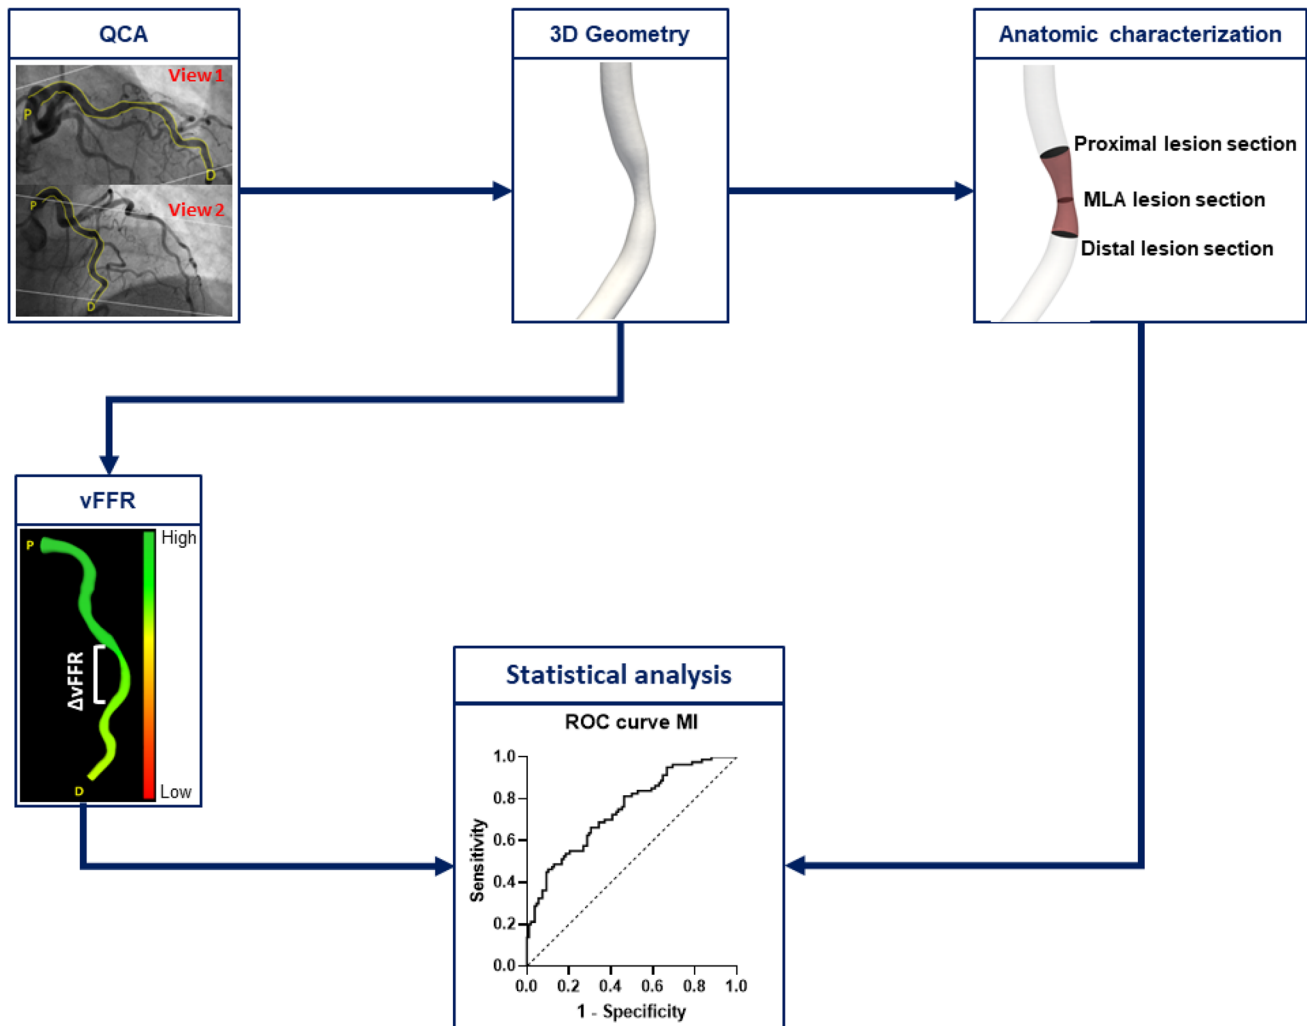 QCA
View 1
P
D
View 2
P
D
3D Geometry
Anatomic characterization
Proximal lesion section
MLA lesion section
Distal lesion section
vFFR
P
High
ΔvFFR
D
Low
Statistical analysis
ROC curve MI
Sensitivity
1.0
0.8
0.6
0.4
0.2
0.0
0.0 0.2 0.4 0.6 0.8 1.0
1 - Specificity